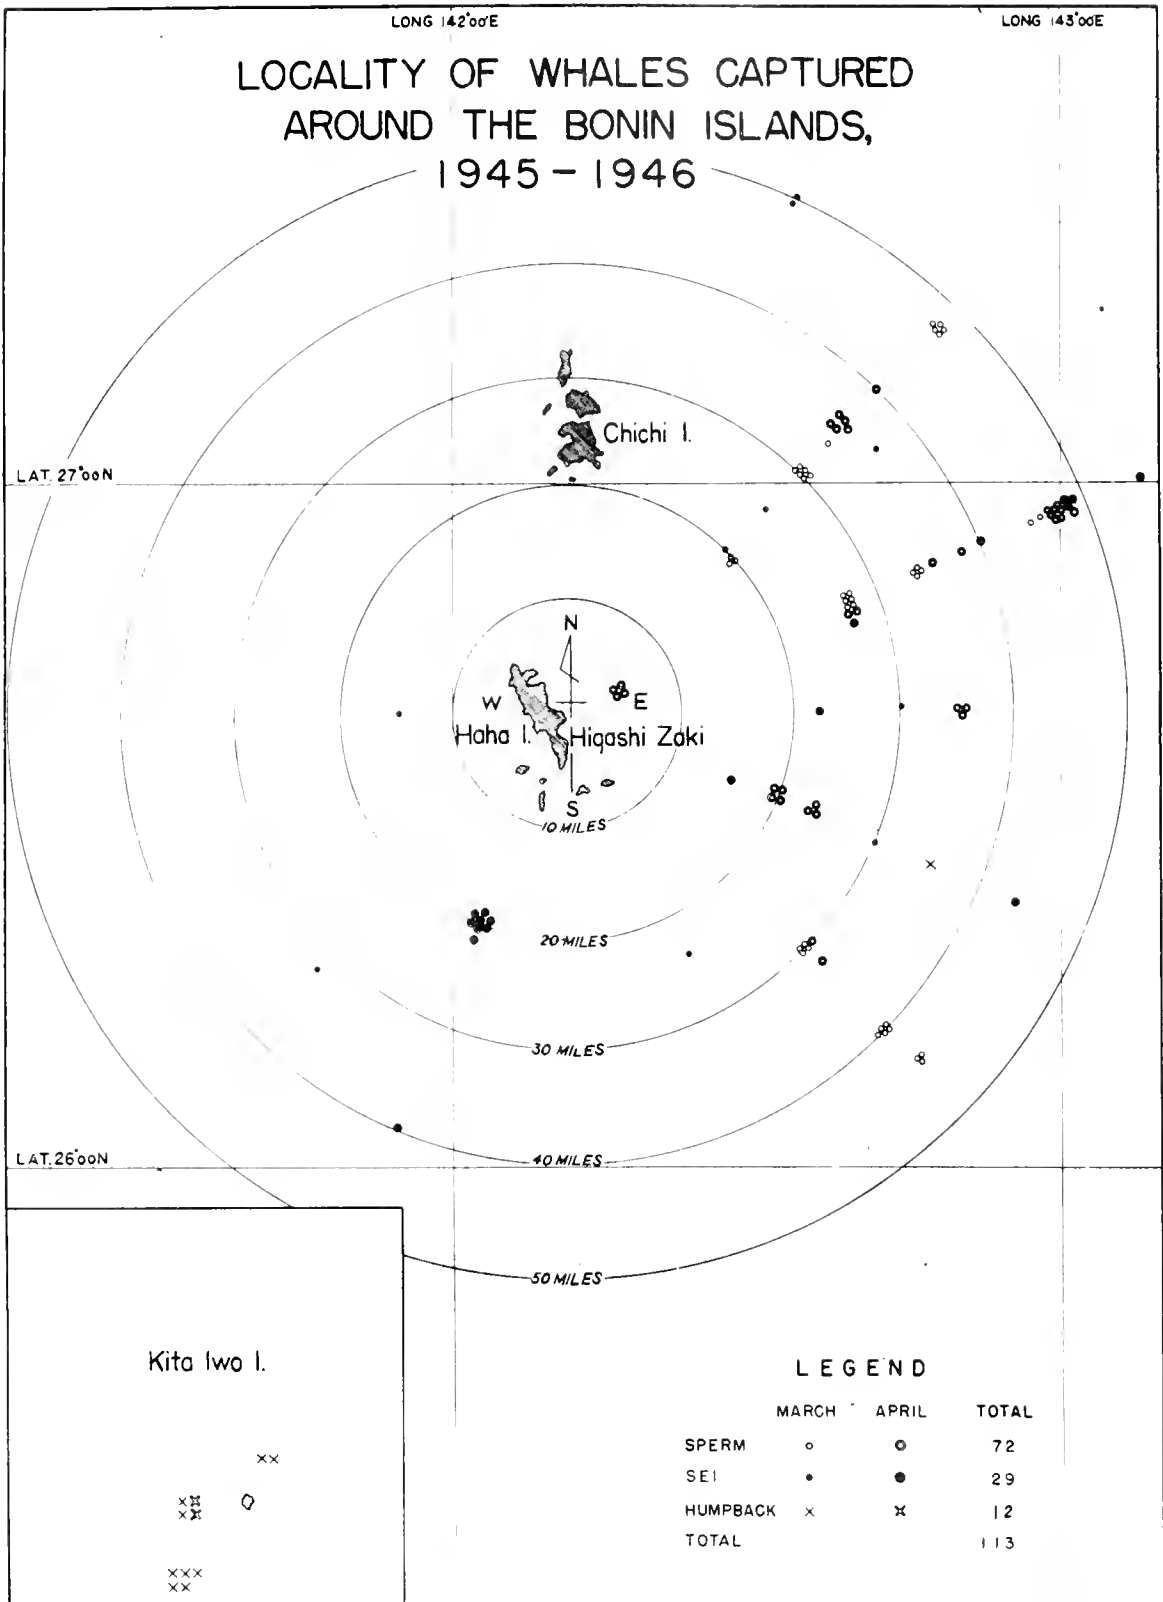 LONG 142°00'E
LONG 143°00E
LOCALITY OF WHALES CAPTURED
AROUND THE BONIN ISLANDS,
1945-1946
Chichi I.
LAT. 27°00N
N
W
E
Haha I.
Higashi Zaki
S
10 MILES
20 MILES
30 MILES
LAT. 26°00N
40 MILES
50 MILES
Kita Iwo I.
LEGEND
MARCH APRIL TOTAL
SPERM 72
SEI 29
HUMPBACK 12
TOTAL 113